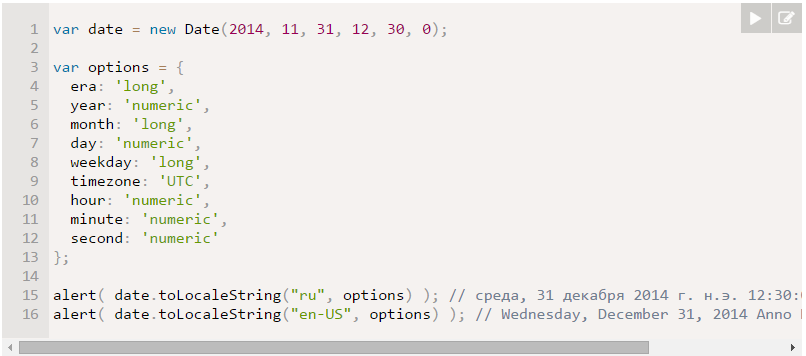 1 var date = new Date(2014, 11, 31, 12, 30, 0);
2
3 var options = {
4   era: 'long',
5   year: 'numeric',
6   month: 'long',
7   day: 'numeric',
8   weekday: 'long',
9   timezone: 'UTC',
10   hour: 'numeric',
11   minute: 'numeric',
12   second: 'numeric'
13 };
14
15 alert( date.toLocaleString("ru", options) ); // среда, 31 декабря 2014 г. н.э. 12:30:
16 alert( date.toLocaleString("en-US", options) ); // Wednesday, December 31, 2014 Anno